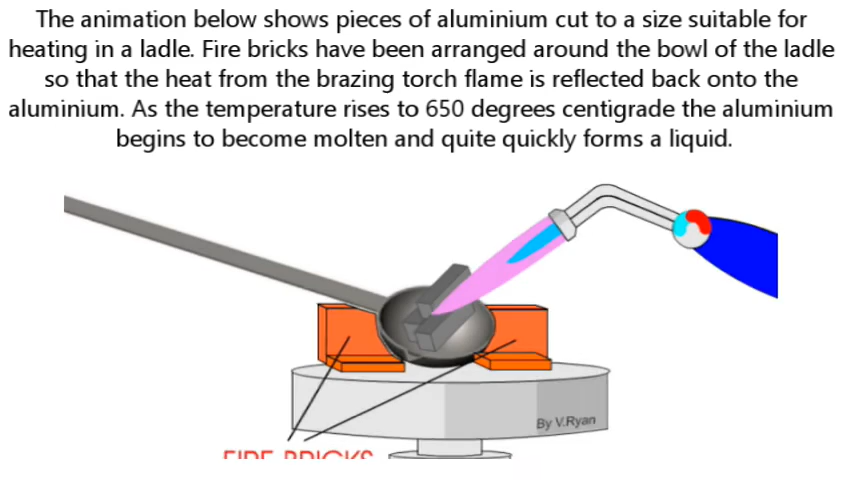 The animation below shows pieces of aluminium cut to a size suitable for
heating in a ladle. Fire bricks have been arranged around the bowl of the ladle
so that the heat from the brazing torch flame is reflected back onto the
aluminium. As the temperature rises to 650 degrees centigrade the aluminium
begins to become molten and quite quickly forms a liquid.
By V.Ryan
FIRE BRICKS